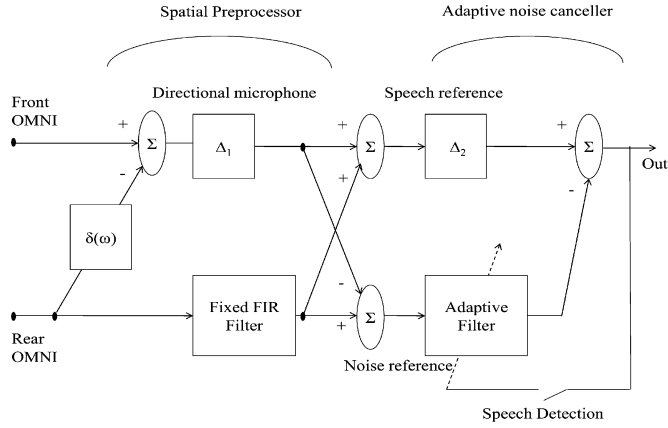 Spatial Preprocessor
Adaptive noise canceller
Front
OMNI
Directional microphone
Speech reference
+
Σ
-
Δ1
+
Σ
+
Δ2
+
Σ
-
Out
δ(ω)
Rear
OMNI
Fixed FIR
Filter
-
Σ
+
Adaptive
Filter
Noise reference
Speech Detection